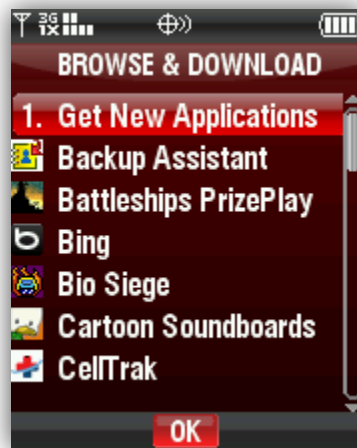 3G
1X
BROWSE & DOWNLOAD
1. Get New Applications
Backup Assistant
Battleships PrizePlay
b Bing
Bio Siege
Cartoon Soundboards
CellTrak
OK